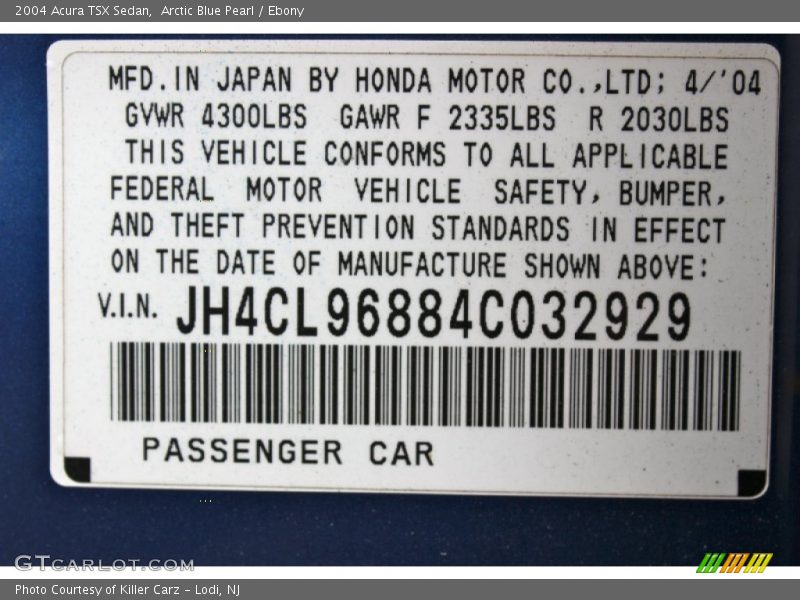 2004 Acura TSX Sedan,  Arctic Blue Pearl / Ebony
MFD.IN JAPAN BY HONDA MOTOR CO.,LTD; 4/'04
GVWR 4300LBS  GAWR F 2335LBS  R 2030LBS
THIS VEHICLE CONFORMS TO ALL APPLICABLE
FEDERAL MOTOR VEHICLE SAFETY, BUMPER,
AND THEFT PREVENTION STANDARDS IN EFFECT
ON THE DATE OF MANUFACTURE SHOWN ABOVE:
V.I.N. JH4CL96884C032929
PASSENGER CAR
GTCARLOT.COM
Photo Courtesy of Killer Carz - Lodi, NJ